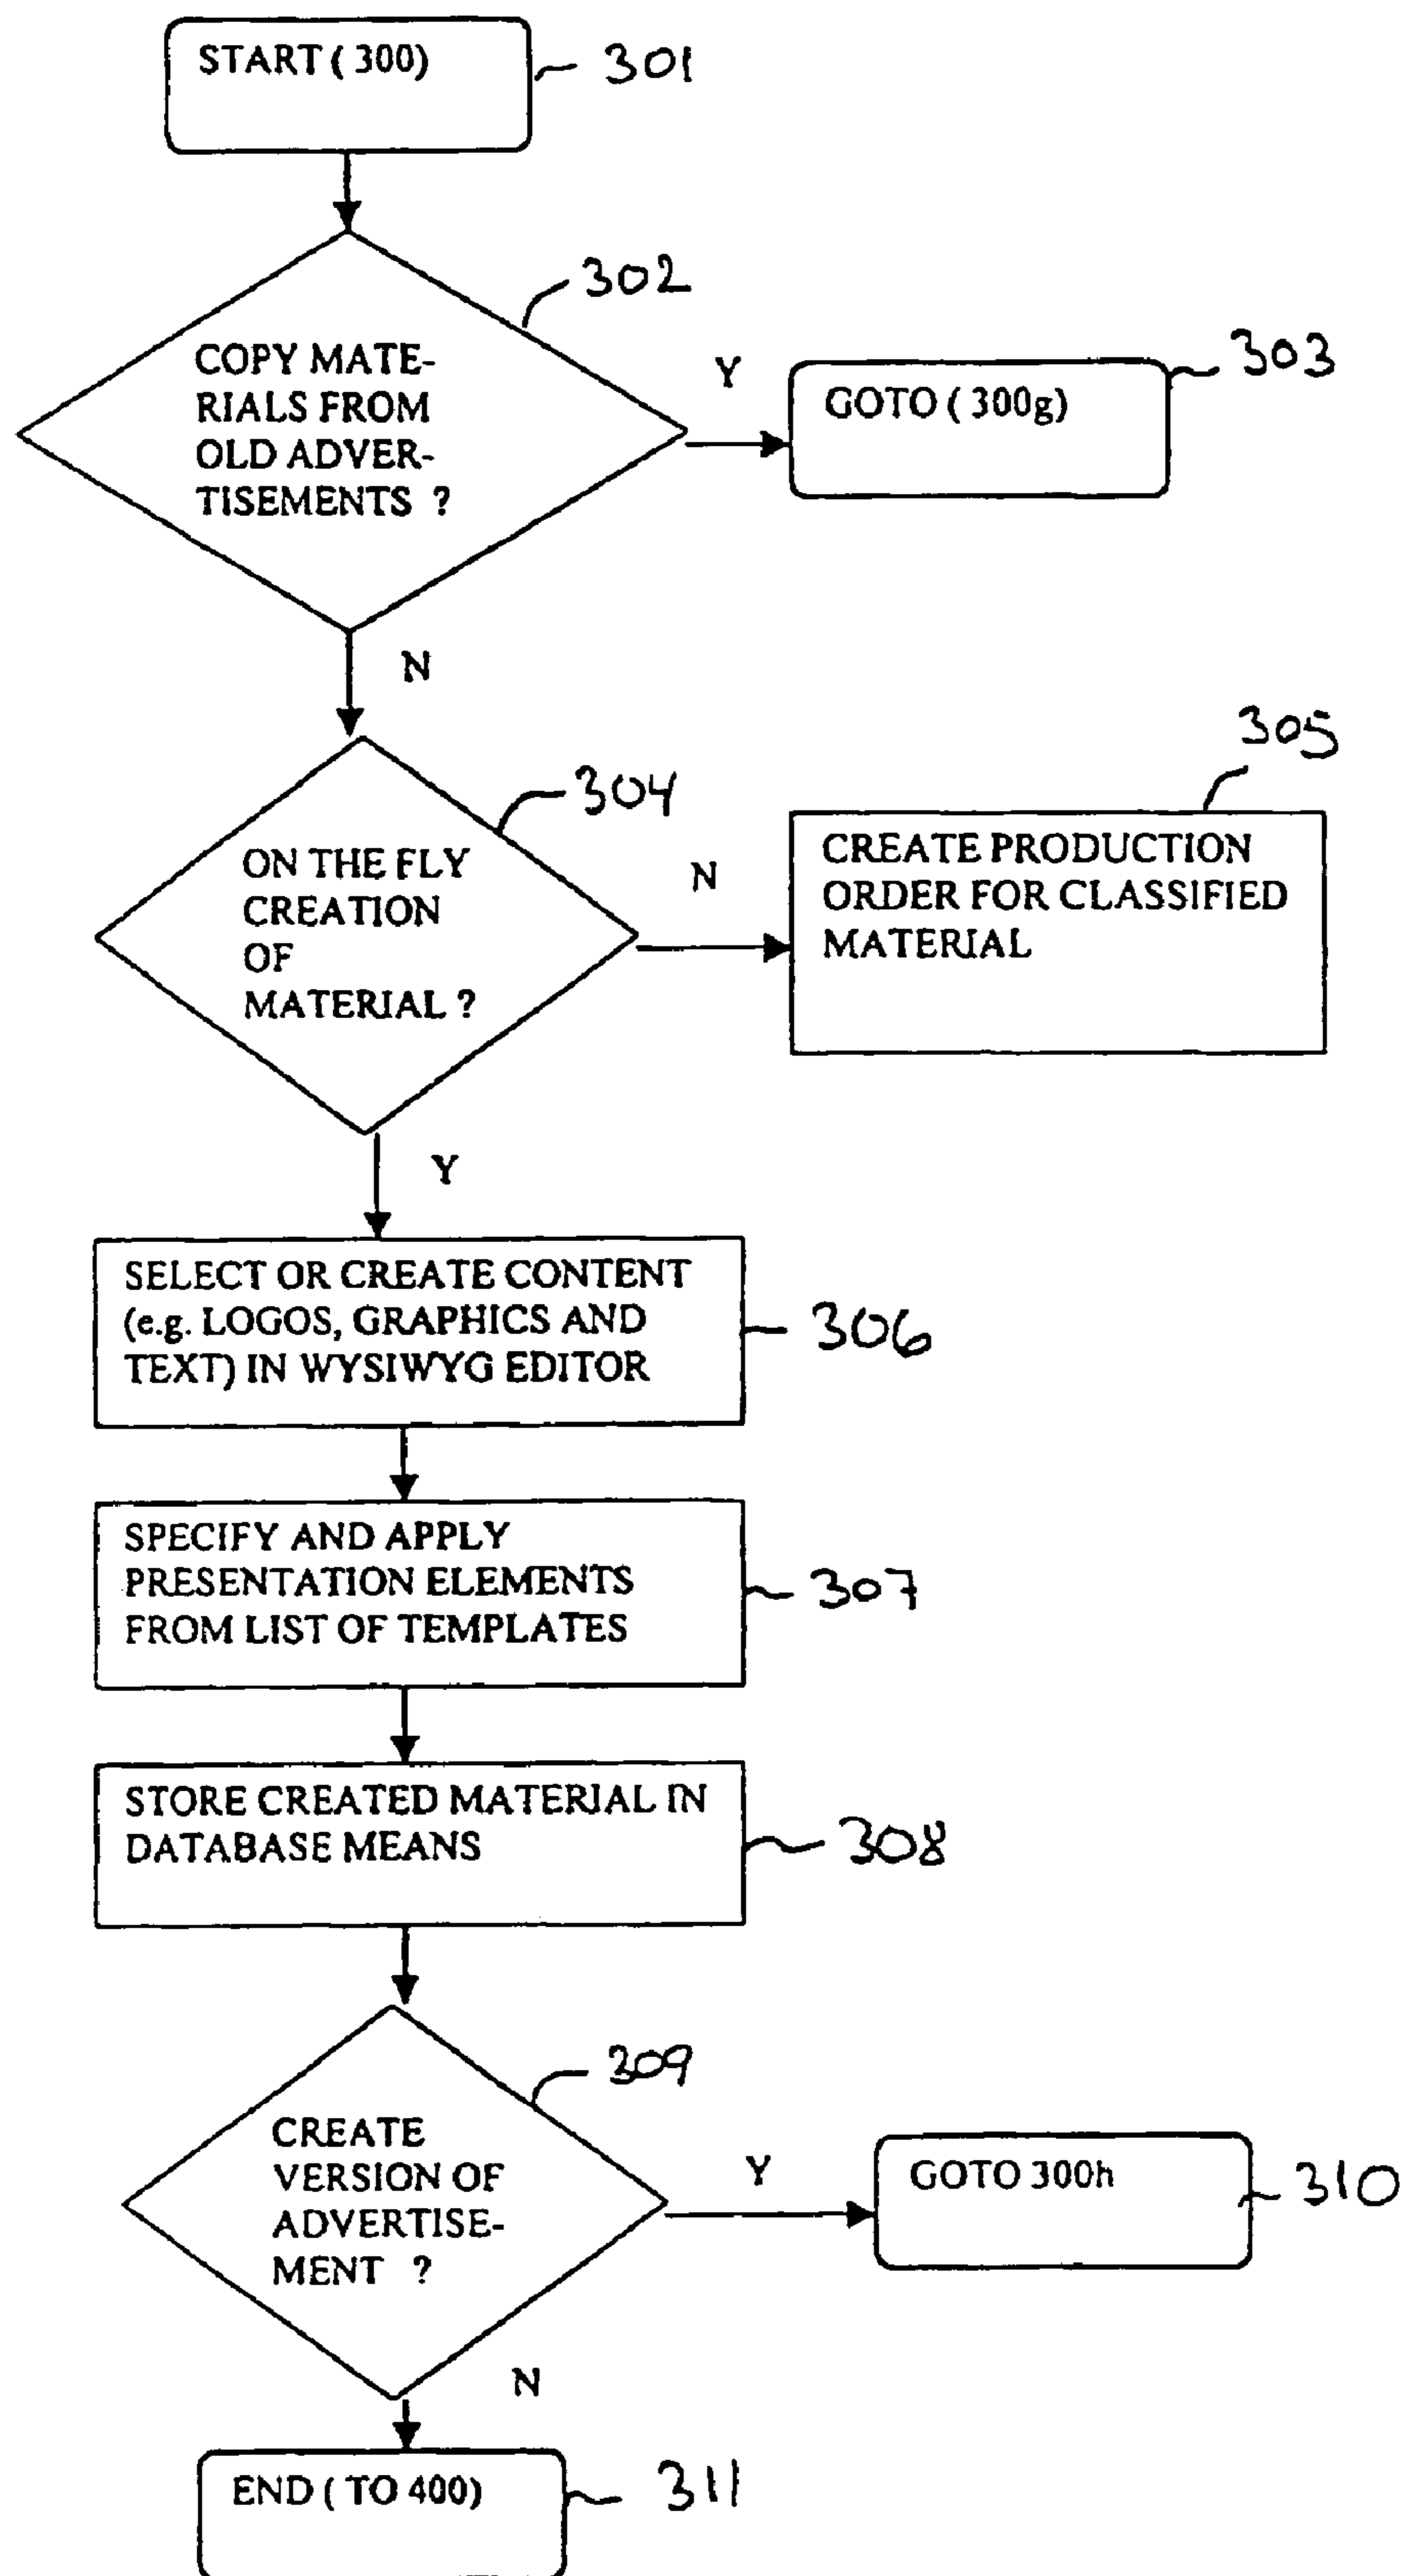 START ( 300)
301
302
COPY MATE-
RIALS FROM
OLD ADVER-
TISEMENTS ?
Y
GOTO ( 300g)
303
N
304
ON THE FLY
CREATION
OF
MATERIAL ?
N
305
CREATE PRODUCTION
ORDER FOR CLASSIFIED
MATERIAL
Y
SELECT OR CREATE CONTENT
(e.g. LOGOS, GRAPHICS AND
TEXT) IN WYSIWYG EDITOR
306
SPECIFY AND APPLY
PRESENTATION ELEMENTS
FROM LIST OF TEMPLATES
307
STORE CREATED MATERIAL IN
DATABASE MEANS
308
309
CREATE
VERSION OF
ADVERTISE-
MENT ?
Y
GOTO 300h
310
N
END ( TO 400)
311